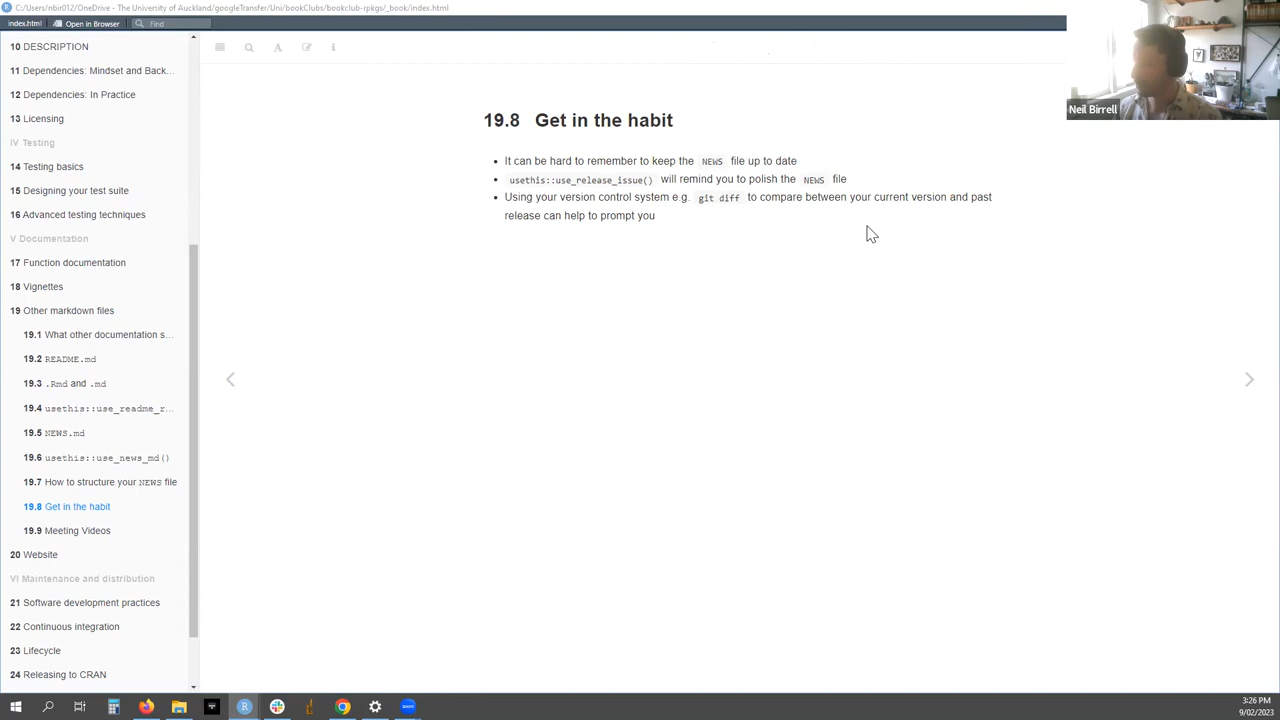 C:/Users/nbir012/OneDrive - The University of Auckland/googleTransfer/Uni/bookClubs/bookclub-rpkgs/_book/index.html
index.html
Open in Browser
Find
10 DESCRIPTION
11 Dependencies: Mindset and Back...
12 Dependencies: In Practice
13 Licensing
IV Testing
14 Testing basics
15 Designing your test suite
16 Advanced testing techniques
V Documentation
17 Function documentation
18 Vignettes
19 Other markdown files
19.1 What other documentation s...
19.2 README.md
19.3 .Rmd and .md
19.4 usethis::use_readme_r...
19.5 NEWS.md
19.6 usethis::use_news_md()
19.7 How to structure your NEWS file
19.8 Get in the habit
19.9 Meeting Videos
20 Website
VI Maintenance and distribution
21 Software development practices
22 Continuous integration
23 Lifecycle
24 Releasing to CRAN
19.8 Get in the habit
• It can be hard to remember to keep the NEWS file up to date
• usethis::use_release_issue() will remind you to polish the NEWS file
• Using your version control system e.g. git diff to compare between your current version and past
release can help to prompt you
Neil Birrell
3:26 PM
9/02/2023